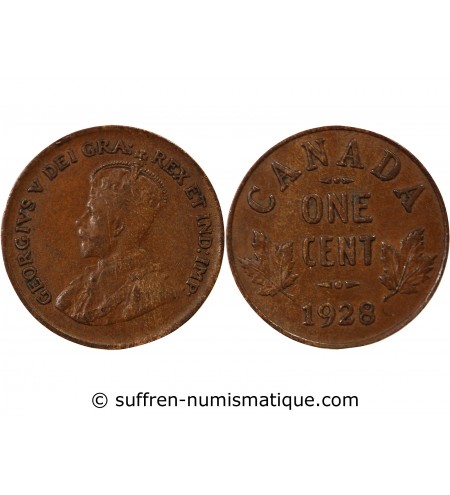 GEORGIVS V DEI GRA: REX ET IND:IMP:
CANADA
ONE
CENT
1928
© suffren-numismatique.com